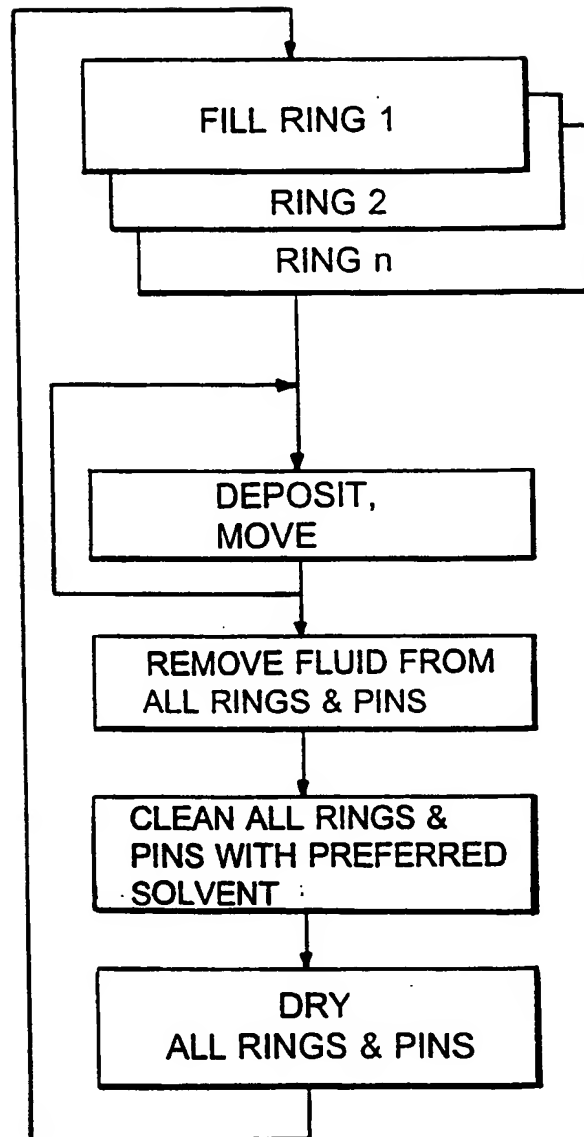 FILL RING 1
RING 2
RING n
DEPOSIT,
MOVE
REMOVE FLUID FROM
ALL RINGS & PINS
CLEAN ALL RINGS &
PINS WITH PREFERRED
SOLVENT
DRY
ALL RINGS & PINS